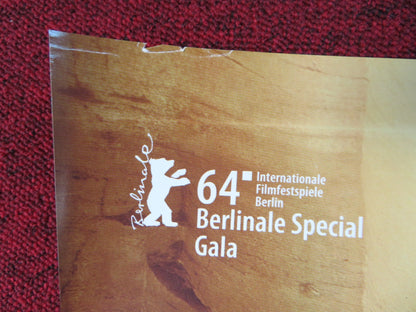 Berlinale
64
Internationale
Filmfestspiele
Berlin
Berlinale Special
Gala